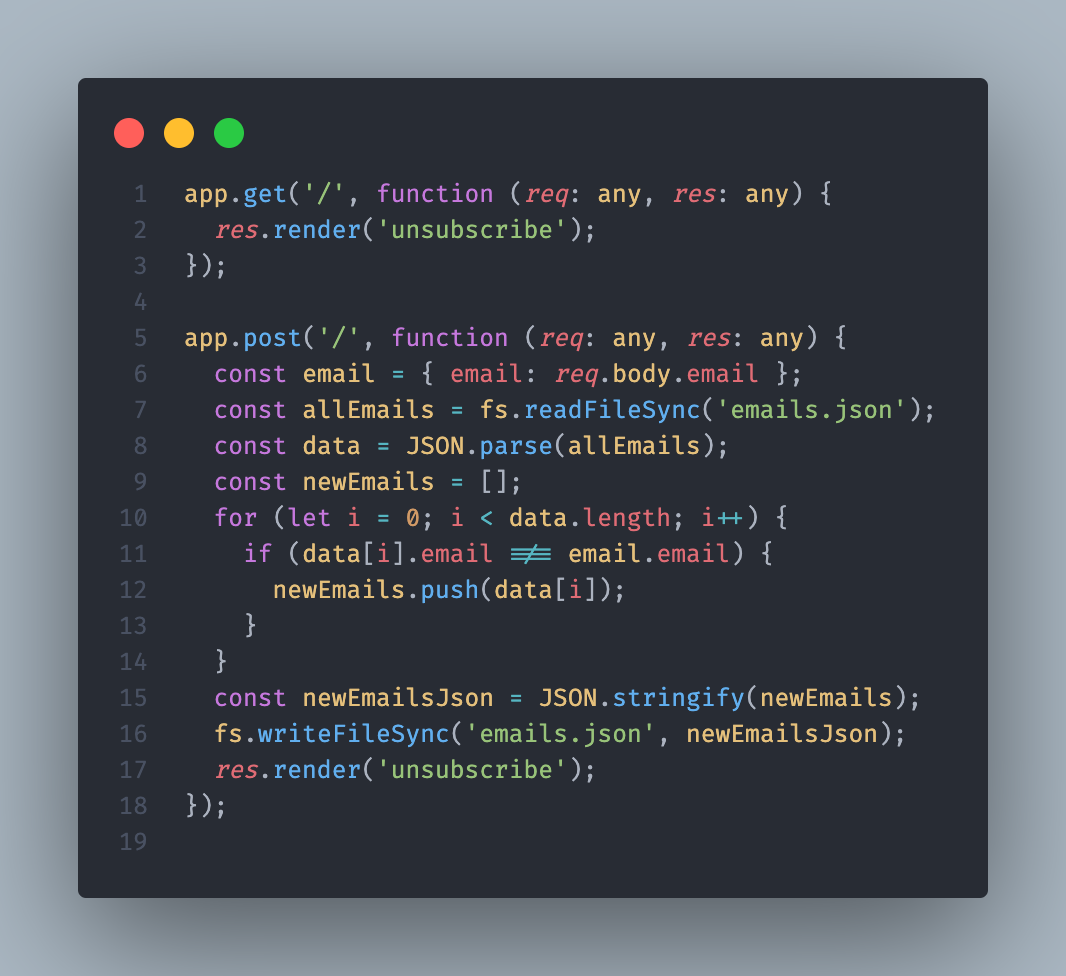 1 app.get('/', function (req: any, res: any) {
2   res.render('unsubscribe');
3 });
4
5 app.post('/', function (req: any, res: any) {
6   const email = { email: req.body.email };
7   const allEmails = fs.readFileSync('emails.json');
8   const data = JSON.parse(allEmails);
9   const newEmails = [];
10   for (let i = 0; i < data.length; i++) {
11     if (data[i].email !== email.email) {
12       newEmails.push(data[i]);
13     }
14   }
15   const newEmailsJson = JSON.stringify(newEmails);
16   fs.writeFileSync('emails.json', newEmailsJson);
17   res.render('unsubscribe');
18 });
19